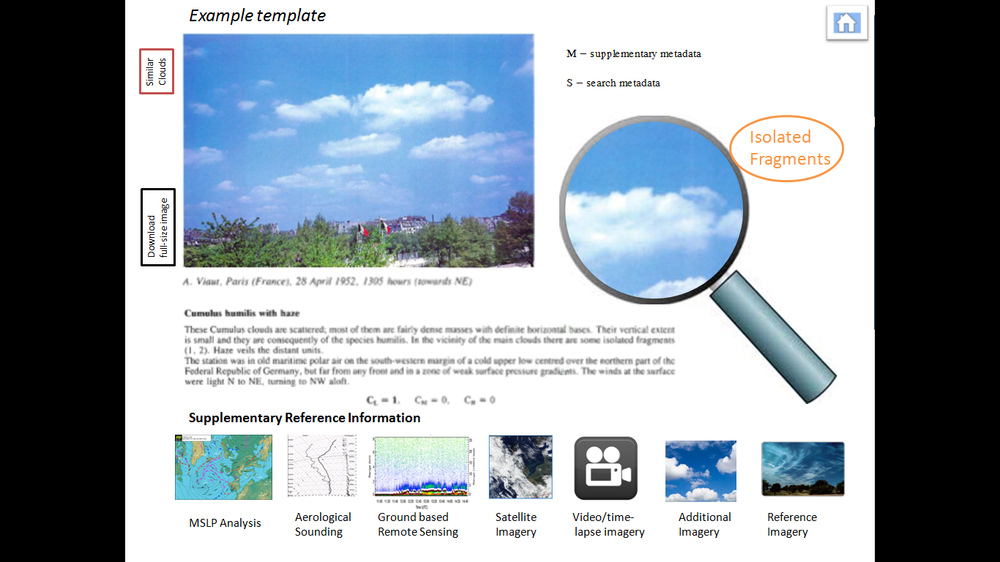 Example template
Similar
Clouds
Download
full-size image
M – supplementary metadata
S – search metadata
Isolated
Fragments
A. Viaut, Paris (France), 28 April 1952, 1305 hours (towards NE)
Cumulus humilis with haze
These Cumulus clouds are scattered; most of them are fairly dense masses with definite horizontal bases. Their vertical extent
is small and they are consequently of the species humilis. In the vicinity of the main clouds there are some isolated fragments
(1, 2). Haze veils the distant units.
The station was in old maritime polar air on the south-western margin of a cold upper low centred over the northern part of the
Federal Republic of Germany, but far from any front and in a zone of weak surface pressure gradients. The winds at the surface
were light N to NE, turning to NW aloft.
CL = 1, CM = 0, CH = 0
Supplementary Reference Information
MSLP Analysis
Aerological
Sounding
Ground based
Remote Sensing
Satellite
Imagery
Video/time-
lapse imagery
Additional
Imagery
Reference
Imagery